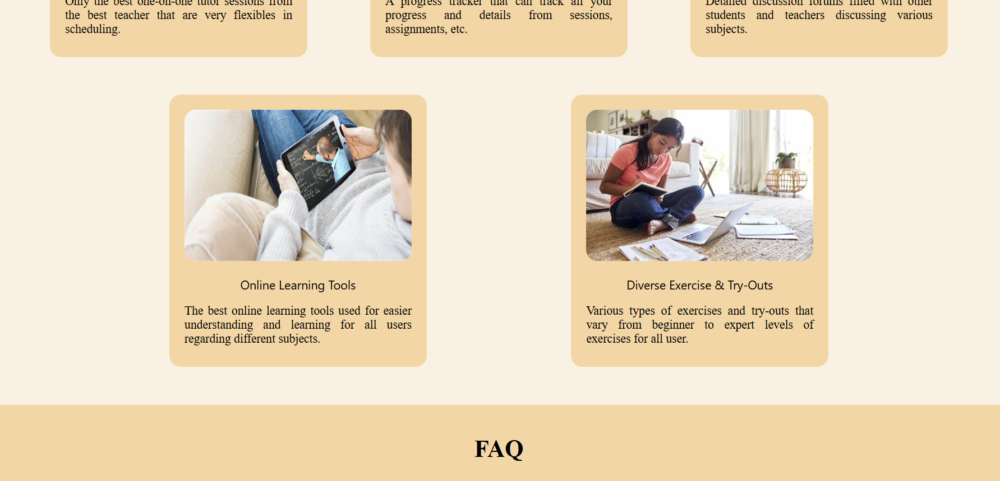 Only the best one-on-one tutor sessions from
the best teacher that are very flexibles in
scheduling.
A progress tracker that can track all your
progress and details from sessions,
assignments, etc.
Detailed discussion forums filled with other
students and teachers discussing various
subjects.
Online Learning Tools
The best online learning tools used for easier
understanding and learning for all users
regarding different subjects.
Diverse Exercise & Try-Outs
Various types of exercises and try-outs that
vary from beginner to expert levels of
exercises for all user.
FAQ